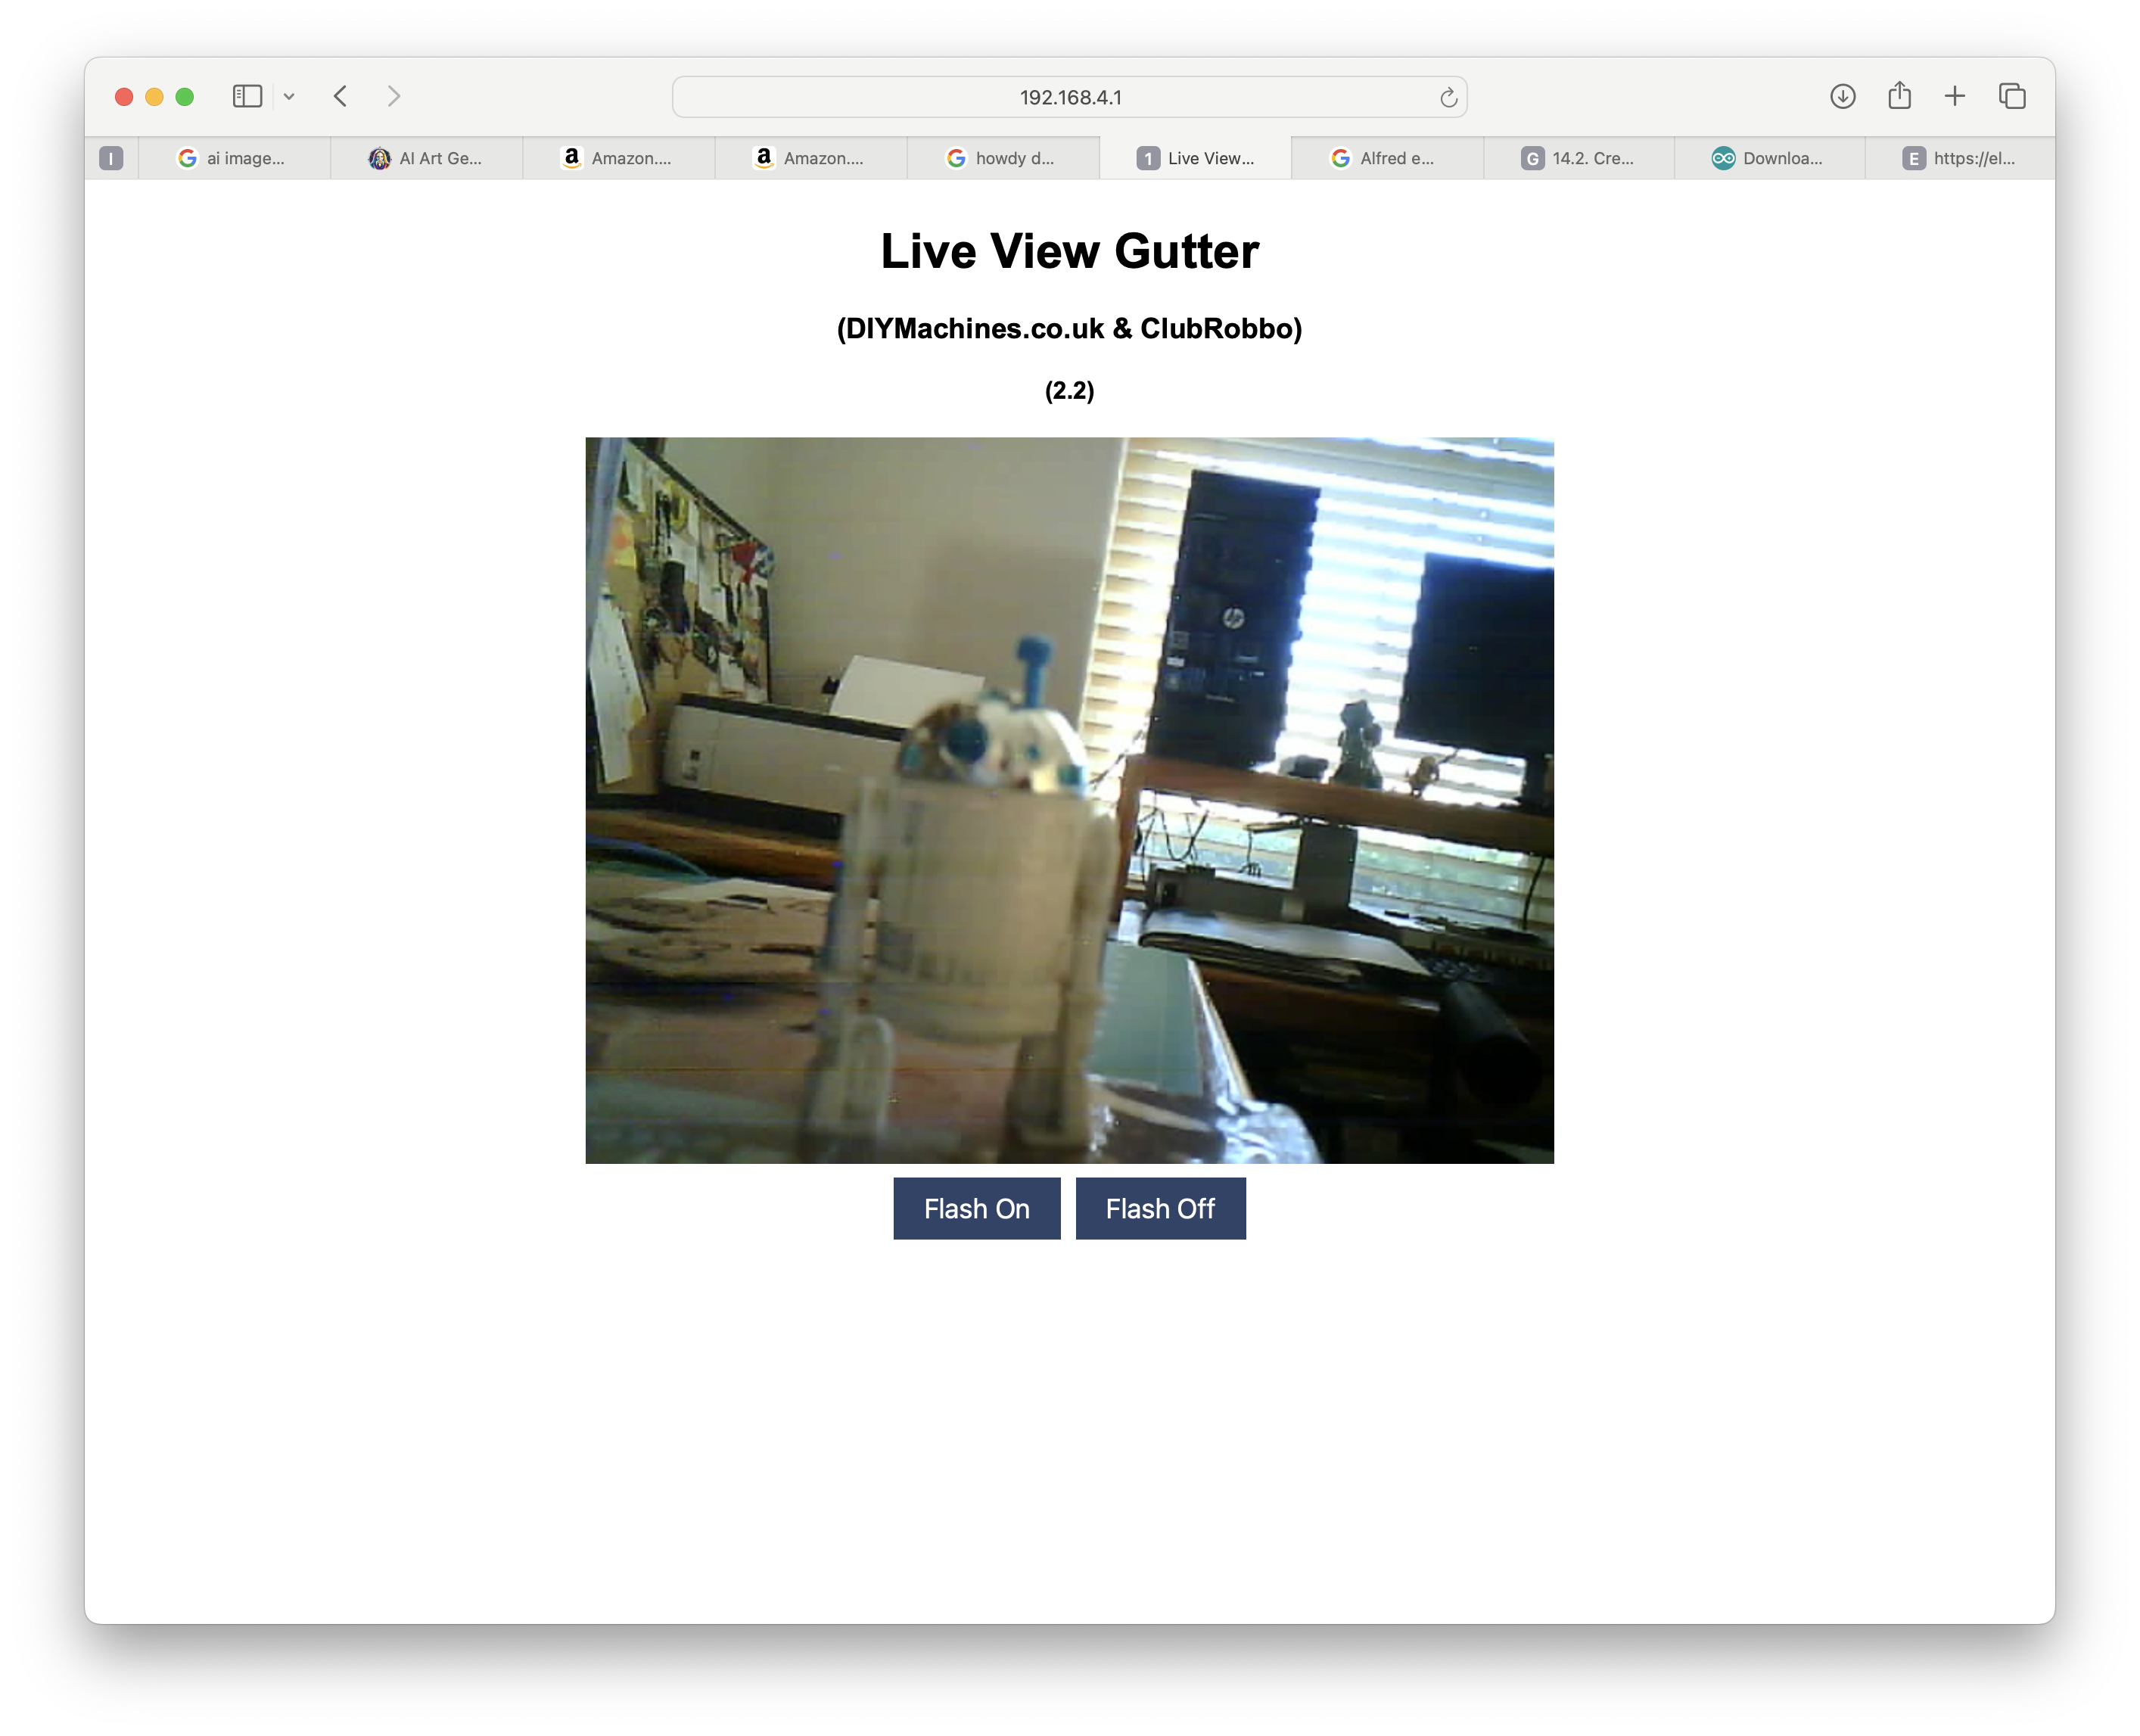 192.168.4.1
I
ai image...
AI Art Ge...
Amazon....
Amazon....
howdy d...
1 Live View...
Alfred e...
G 14.2. Cre...
Downloa...
E https://el...
Live View Gutter
(DIYMachines.co.uk & ClubRobbo)
(2.2)
hp
Flash On
Flash Off